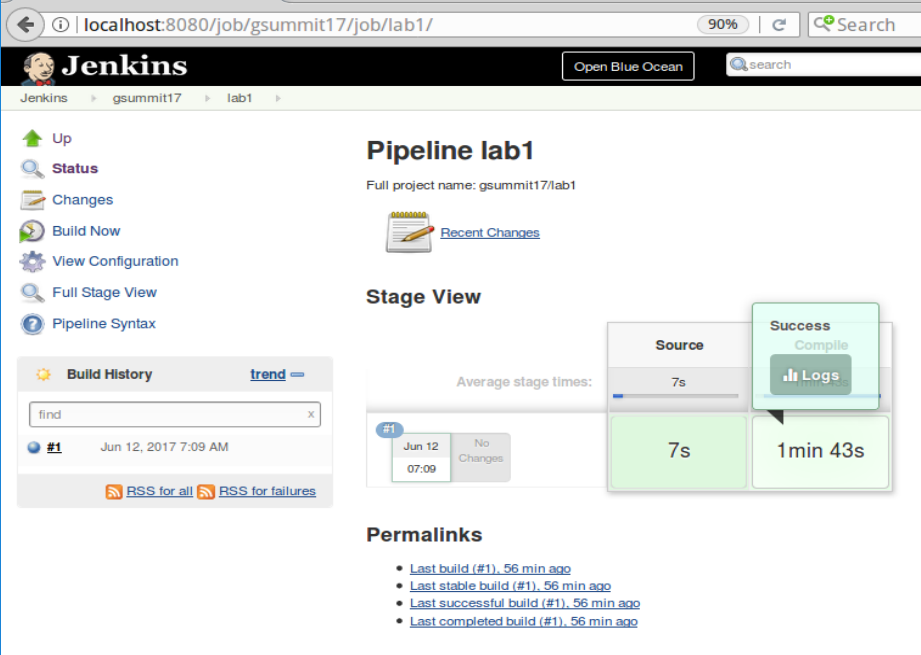 localhost:8080/job/gsummit17/job/lab1/
90%
Search
Jenkins
Open Blue Ocean
search
Jenkins
gsummit17
lab1
Up
Status
Changes
Build Now
View Configuration
Full Stage View
Pipeline Syntax
Build History
trend
find
x
#1
Jun 12, 2017 7:09 AM
RSS for all
RSS for failures
Pipeline lab1
Full project name: gsummit17/lab1
Recent Changes
Stage View
Source
Success
Compile
Logs
Average stage times:
7s
1min 43s
#1
Jun 12
07:09
No
Changes
7s
1min 43s
Permalinks
Last build (#1), 56 min ago
Last stable build (#1), 56 min ago
Last successful build (#1), 56 min ago
Last completed build (#1), 56 min ago